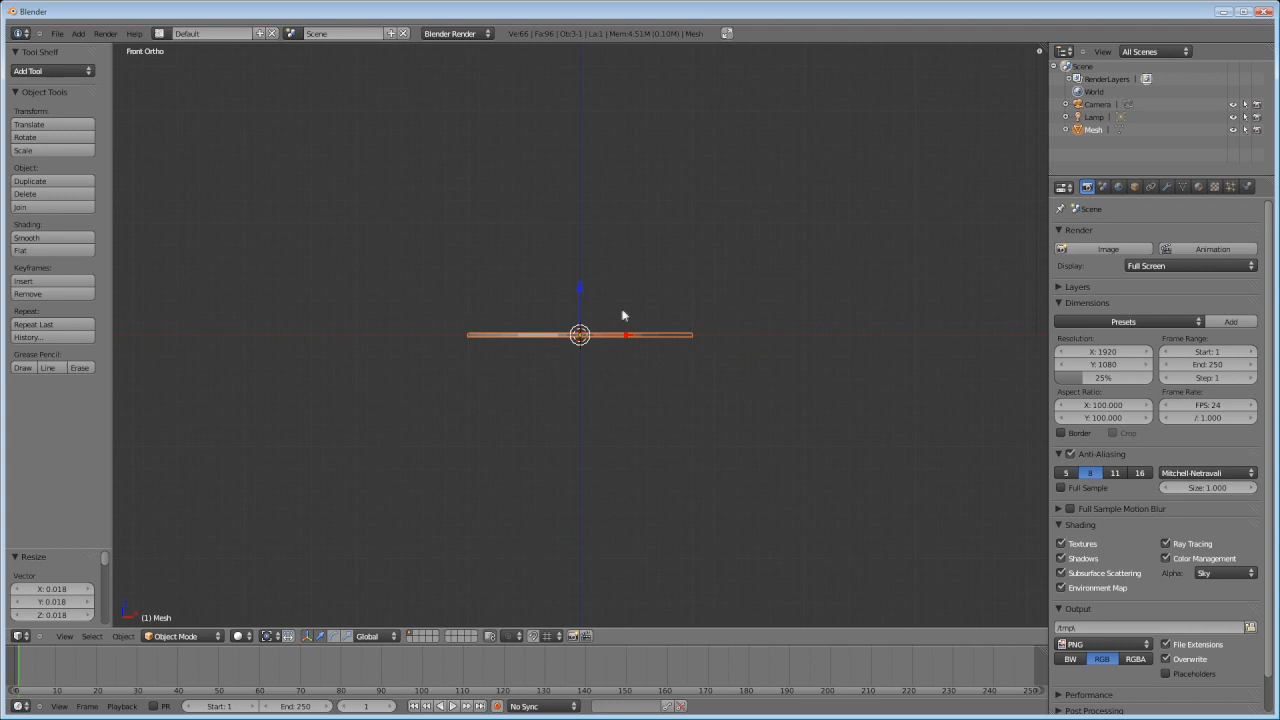 Blender
File Add Render Help Default Scene Blender Render Ve:66 | Fa:96 | Ob:3-1 | La:1 | Mem:4.51M (0.10M) | Mesh
Tool Shelf
Add Tool
Object Tools
Transform:
Translate
Rotate
Scale
Object:
Duplicate
Delete
Join
Shading:
Smooth
Flat
Keyframes:
Insert
Remove
Repeat:
Repeat Last
History...
Grease Pencil:
Draw Line Erase
Resize
Vector
X: 0.018
Y: 0.018
Z: 0.018
Front Ortho
(1) Mesh
View Select Object Object Mode Global
0 10 20 30 40 50 60 70 80 90 100 110 120 130 140 150 160 170 180 190 200 210 220 230 240 250
View Frame Playback PR Start: 1 End: 250 1 No Sync
View All Scenes
Scene
RenderLayers |
World
Camera |
Lamp |
Mesh |
Scene
Render
Image Animation
Display: Full Screen
Layers
Dimensions
Presets Add
Resolution: Frame Range:
X: 1920 Start: 1
Y: 1080 End: 250
25% Step: 1
Aspect Ratio: Frame Rate:
X: 100.000 FPS: 24
Y: 100.000 /: 1.000
Border Crop
Anti-Aliasing
5 8 11 16 Mitchell-Netravali
Full Sample Size: 1.000
Full Sample Motion Blur
Shading
Textures Ray Tracing
Shadows Color Management
Subsurface Scattering Alpha: Sky
Environment Map
Output
/tmp\
PNG File Extensions
BW RGB RGBA Overwrite
Placeholders
Performance
Post Processing